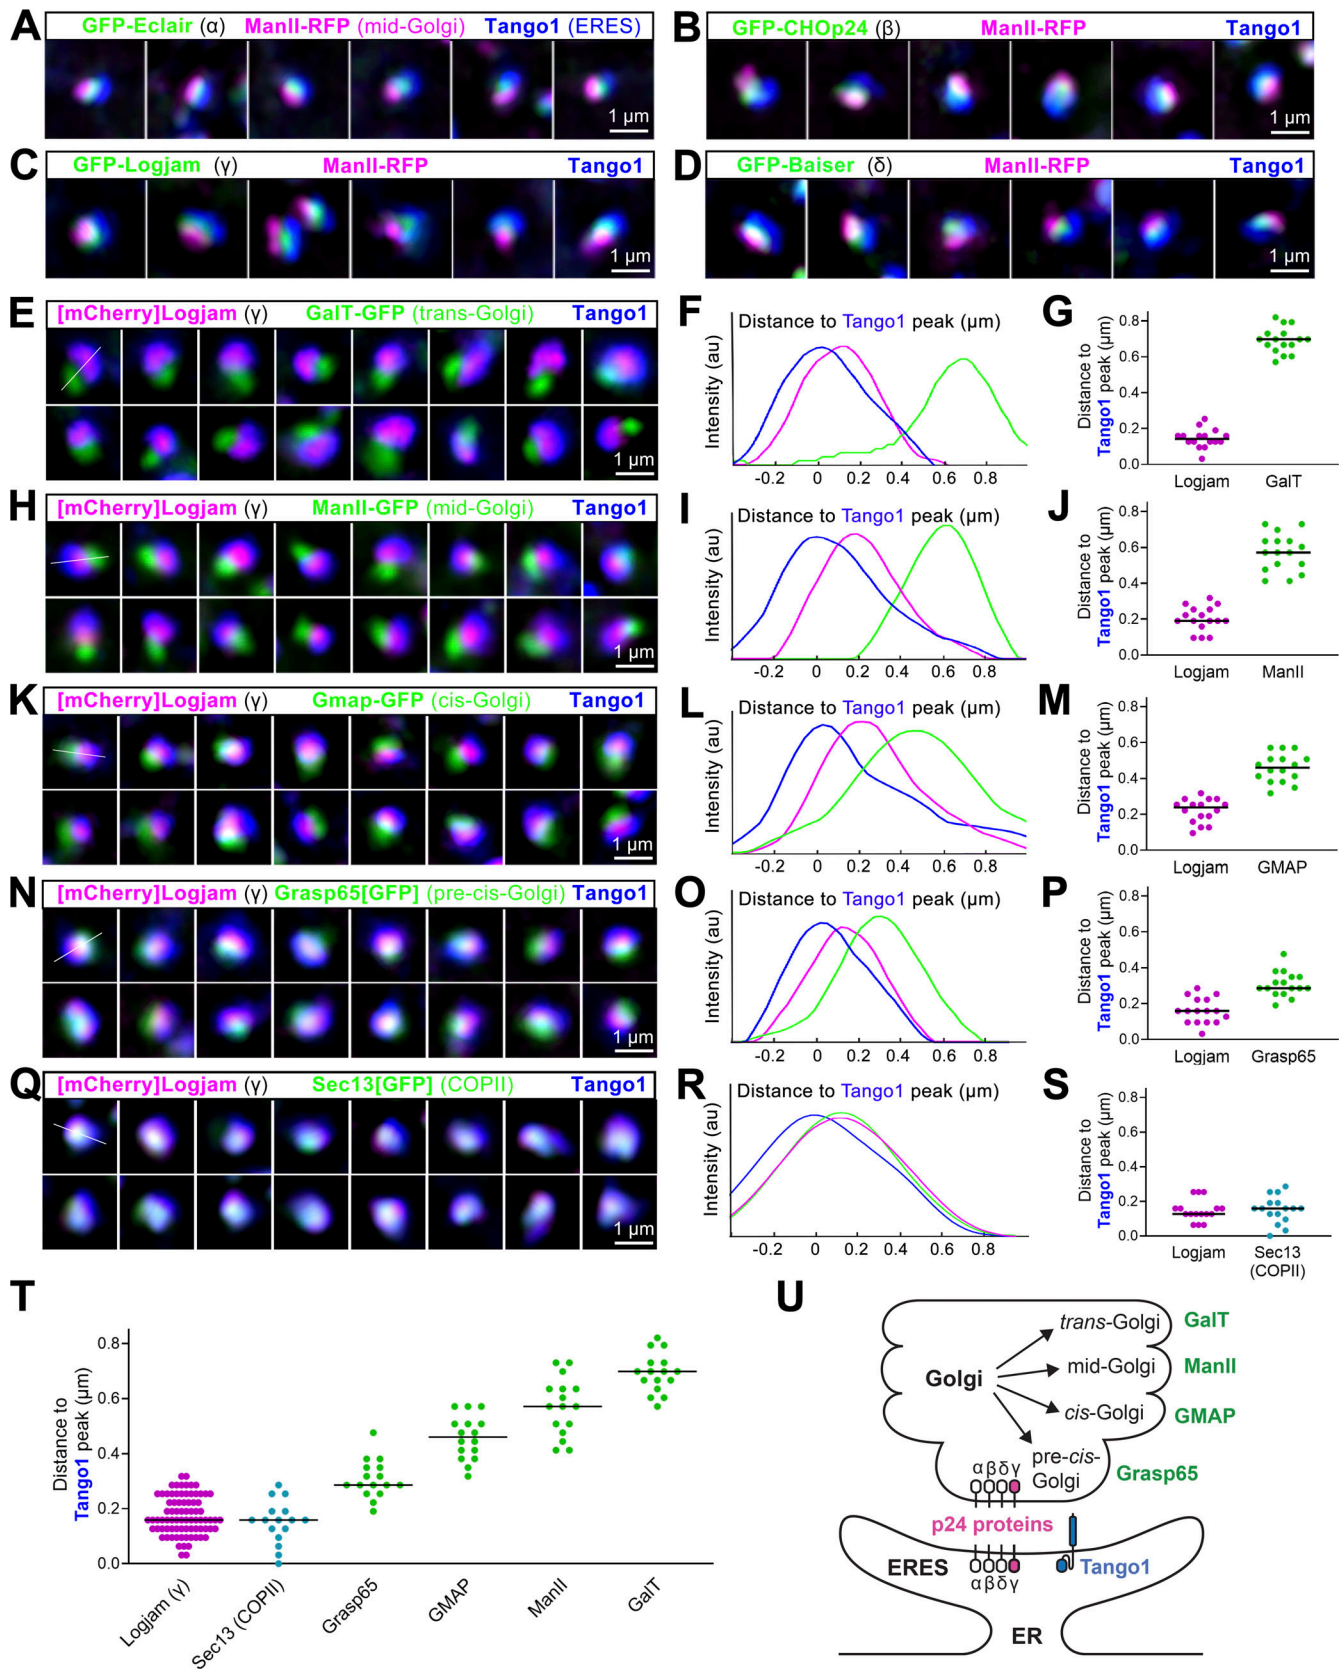 A
GFP-Eclair (α) ManII-RFP (mid-Golgi) Tango1 (ERES)
1 µm
B
GFP-CHOp24 (β) ManII-RFP Tango1
1 µm
C
GFP-Logjam (γ) ManII-RFP Tango1
1 µm
D
GFP-Baiser (δ) ManII-RFP Tango1
1 µm
E
[mCherry]Logjam (γ) GalT-GFP (trans-Golgi) Tango1
1 µm
F
Distance to Tango1 peak (µm)
Intensity (au)
-0.2 0 0.2 0.4 0.6 0.8
G
Distance to
Tango1 peak (µm)
0.8
0.6
0.4
0.2
0.0
Logjam GalT
H
[mCherry]Logjam (γ) ManII-GFP (mid-Golgi) Tango1
1 µm
I
Distance to Tango1 peak (µm)
Intensity (au)
-0.2 0 0.2 0.4 0.6 0.8
J
Distance to
Tango1 peak (µm)
0.8
0.6
0.4
0.2
0.0
Logjam ManII
K
[mCherry]Logjam (γ) Gmap-GFP (cis-Golgi) Tango1
1 µm
L
Distance to Tango1 peak (µm)
Intensity (au)
-0.2 0 0.2 0.4 0.6 0.8
M
Distance to
Tango1 peak (µm)
0.8
0.6
0.4
0.2
0.0
Logjam GMAP
N
[mCherry]Logjam (γ) Grasp65[GFP] (pre-cis-Golgi) Tango1
1 µm
O
Distance to Tango1 peak (µm)
Intensity (au)
-0.2 0 0.2 0.4 0.6 0.8
P
Distance to
Tango1 peak (µm)
0.8
0.6
0.4
0.2
0.0
Logjam Grasp65
Q
[mCherry]Logjam (γ) Sec13[GFP] (COPII) Tango1
1 µm
R
Distance to Tango1 peak (µm)
Intensity (au)
-0.2 0 0.2 0.4 0.6 0.8
S
Distance to
Tango1 peak (µm)
0.8
0.6
0.4
0.2
0.0
Logjam Sec13
(COPII)
T
Distance to
Tango1 peak (µm)
0.8
0.6
0.4
0.2
0.0
Logjam (γ)
Sec13 (COPII)
Grasp65
GMAP
ManII
GalT
U
trans-Golgi GalT
mid-Golgi ManII
Golgi
cis-Golgi GMAP
pre-cis-
Golgi
Grasp65
αβδγ
p24 proteins
ERES
αβδγ
Tango1
ER